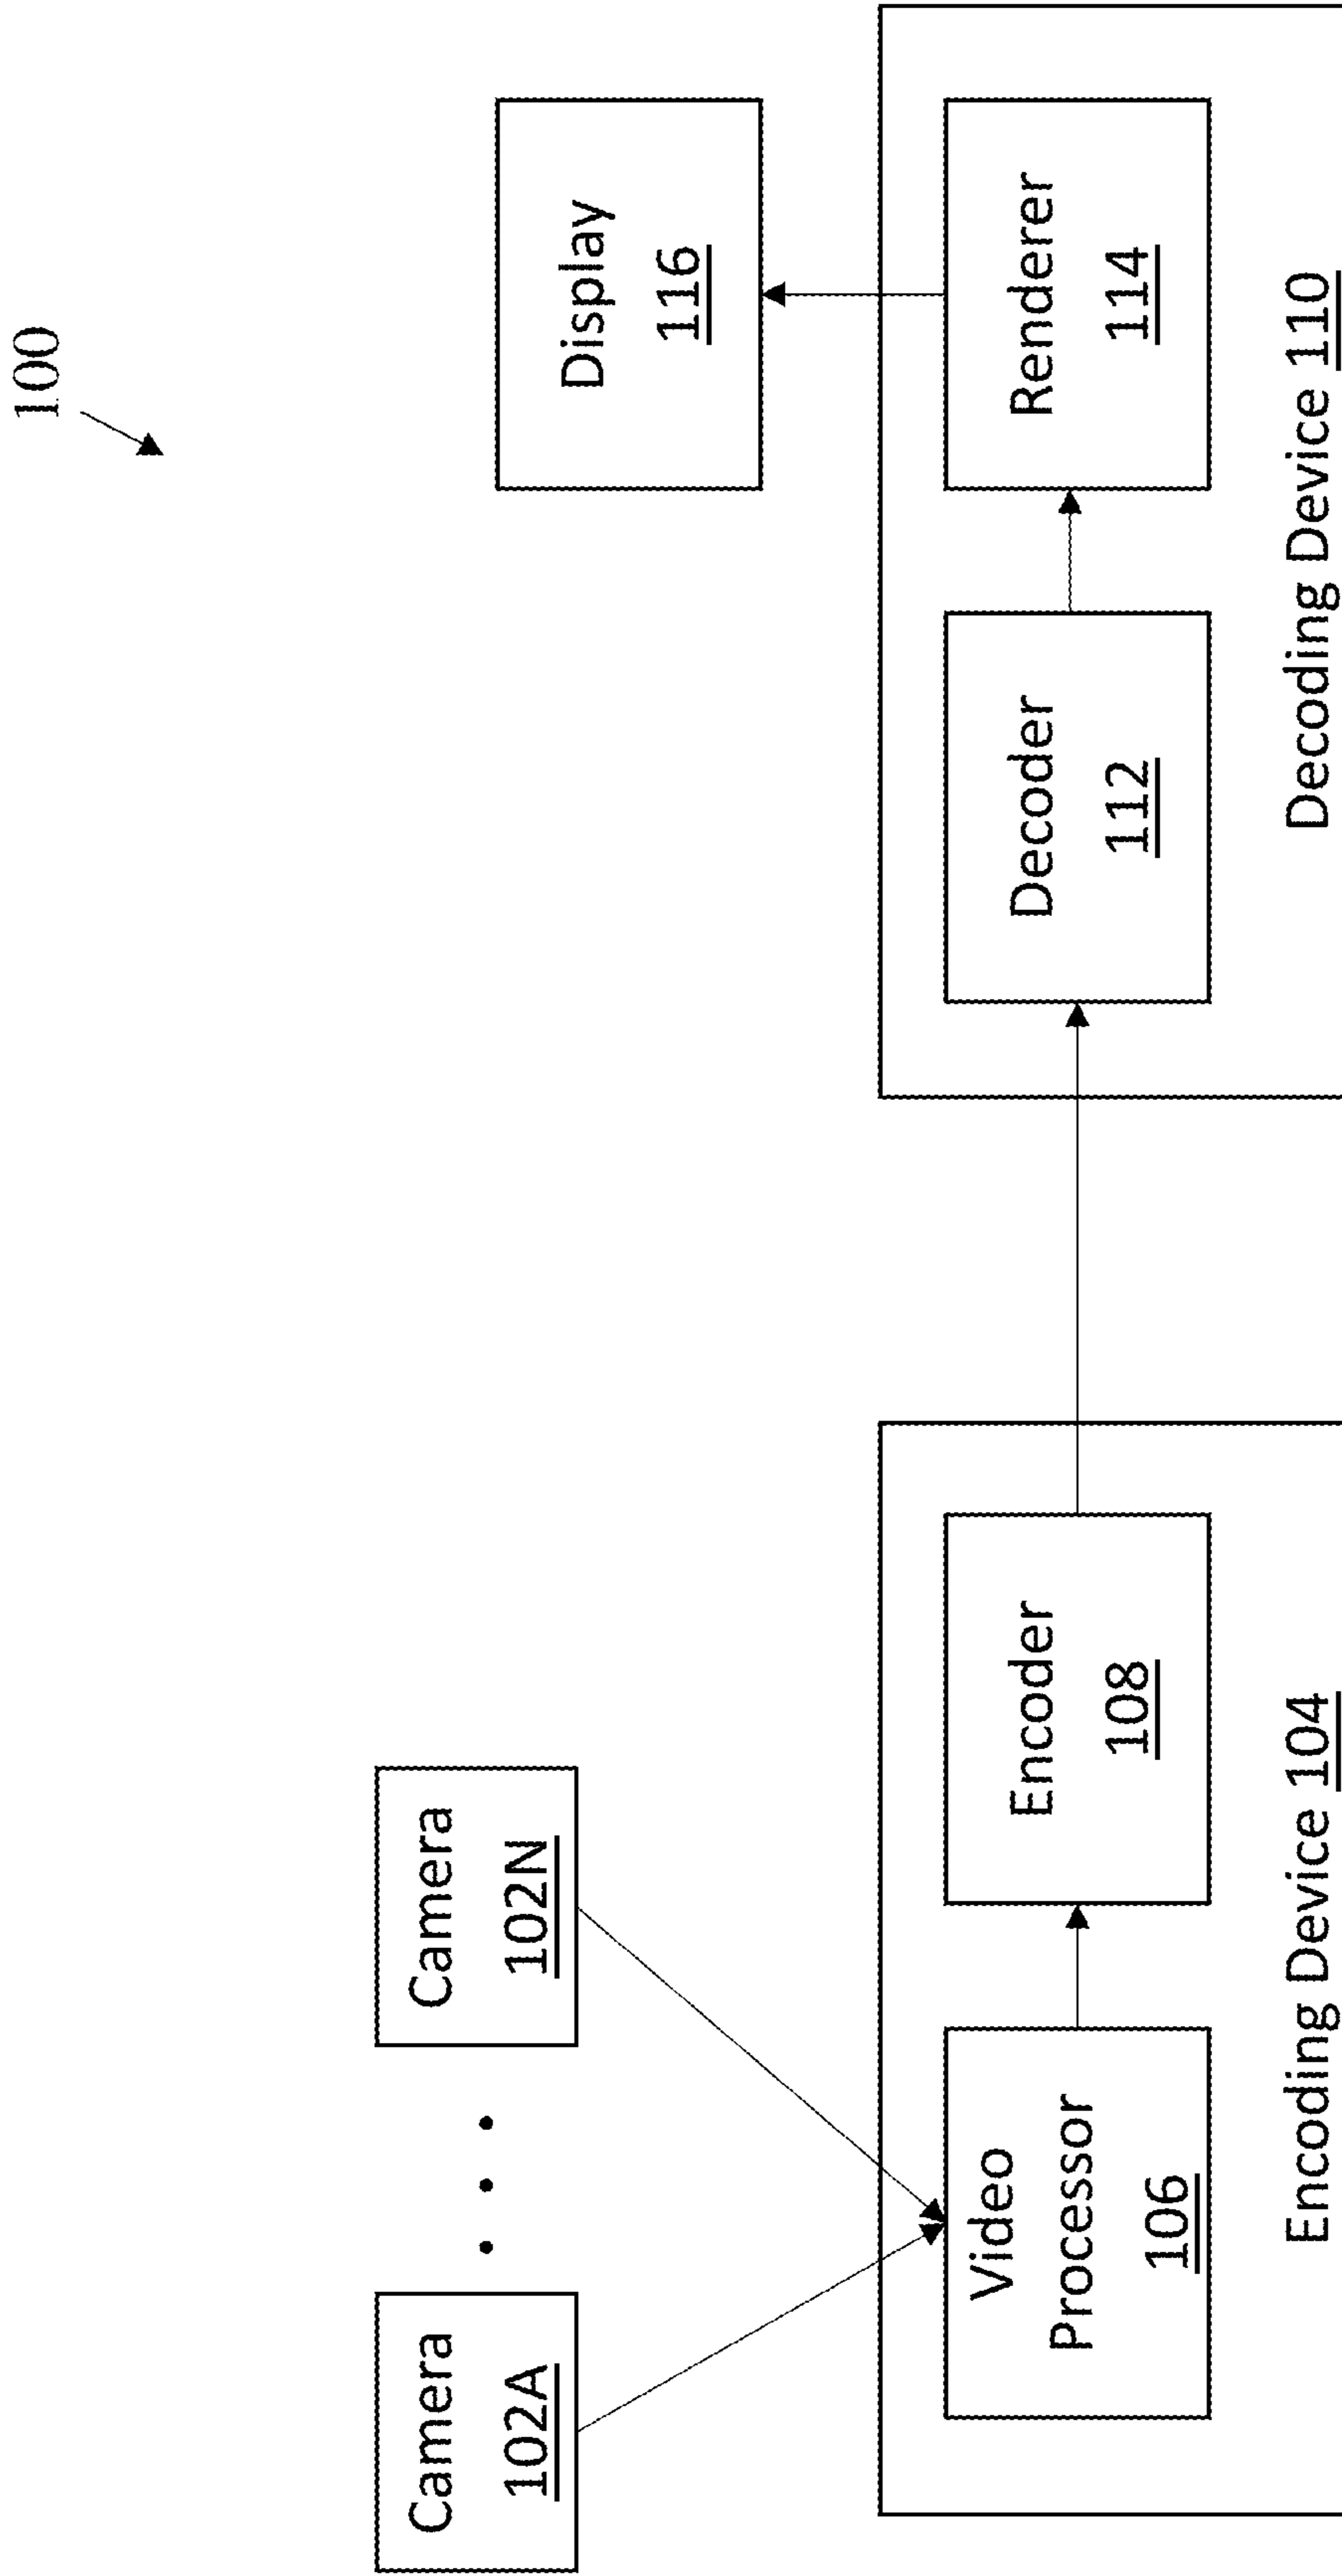 100
Camera
102A
Camera
102N
Display
116
Video
Processor
106
Encoder
108
Decoder
112
Renderer
114
Encoding Device 104
Decoding Device 110